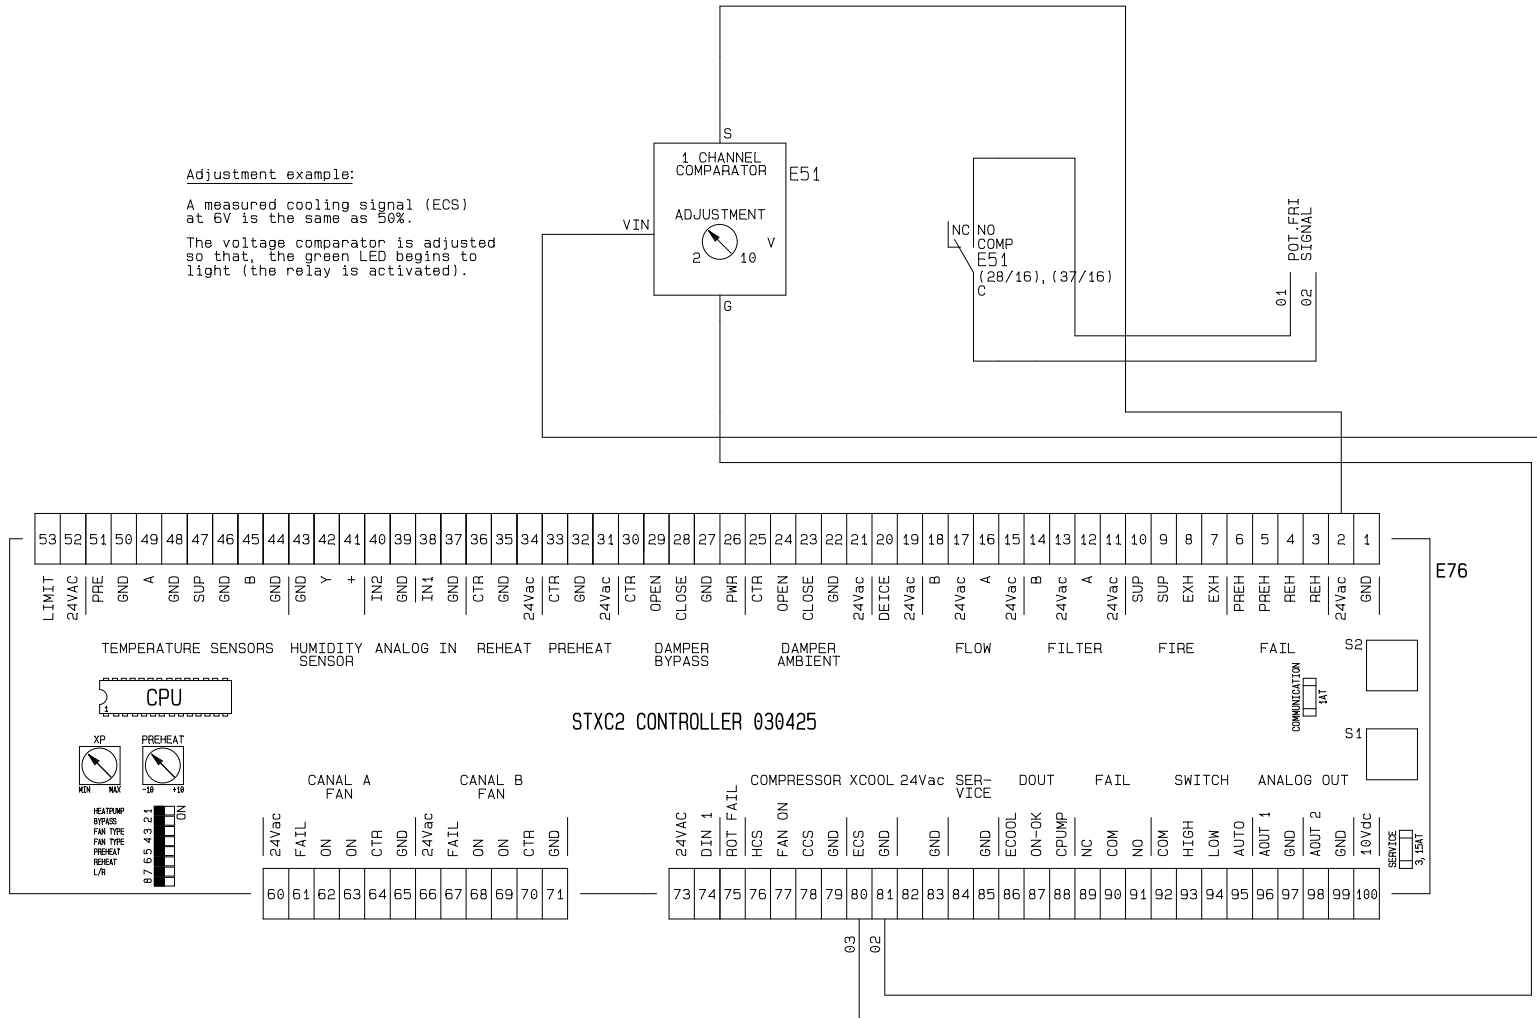 S
1 CHANNEL
COMPARATOR
E51
ADJUSTMENT
VIN
V
2
10
G
Adjustment example:
A measured cooling signal (ECS)
at 6V is the same as 50%.
The voltage comparator is adjusted
so that, the green LED begins to
light (the relay is activated).
NC
NO
COMP
E51
(28/16), (37/16)
C
POT.FRI
SIGNAL
01
02
53 52 51 50 49 48 47 46 45 44 43 42 41 40 39 38 37 36 35 34 33 32 31 30 29 28 27 26 25 24 23 22 21 20 19 18 17 16 15 14 13 12 11 10 9 8 7 6 5 4 3 2 1
E76
LIMIT 24VAC PRE GND A GND SUP GND B GND GND Y + IN2 GND IN1 GND CTR GND 24Vac CTR GND 24Vac CTR OPEN CLOSE GND PWR CTR OPEN CLOSE GND 24Vac DEICE 24Vac B 24Vac A 24Vac B 24Vac A 24Vac SUP SUP EXH EXH PREH PREH REH REH 24Vac GND
TEMPERATURE SENSORS
HUMIDITY
SENSOR
ANALOG IN
REHEAT
PREHEAT
DAMPER
BYPASS
DAMPER
AMBIENT
FLOW
FILTER
FIRE
FAIL
S2
CPU
1
COMMUNICATION
1AT
STXC2 CONTROLLER 030425
S1
XP
MIN MAX
PREHEAT
-10 +10
HEATPUMP
BYPASS
FAN TYPE
FAN TYPE
PREHEAT
REHEAT
L/R
1
2
3
4
5
6
7
8
ON
CANAL A
FAN
CANAL B
FAN
COMPRESSOR
XCOOL
24Vac
SER-
VICE
DOUT
FAIL
SWITCH
ANALOG OUT
24Vac FAIL ON ON CTR GND 24Vac FAIL ON ON CTR GND
24VAC DIN 1 ROT FAIL HCS FAN ON CCS GND ECS GND GND GND ECOOL ON-OK CPUMP NC COM NO COM HIGH LOW AUTO AOUT 1 GND AOUT 2 GND 10Vdc
SERVICE
3,15AT
60 61 62 63 64 65 66 67 68 69 70 71
73 74 75 76 77 78 79 80 81 82 83 84 85 86 87 88 89 90 91 92 93 94 95 96 97 98 99 100
03
02